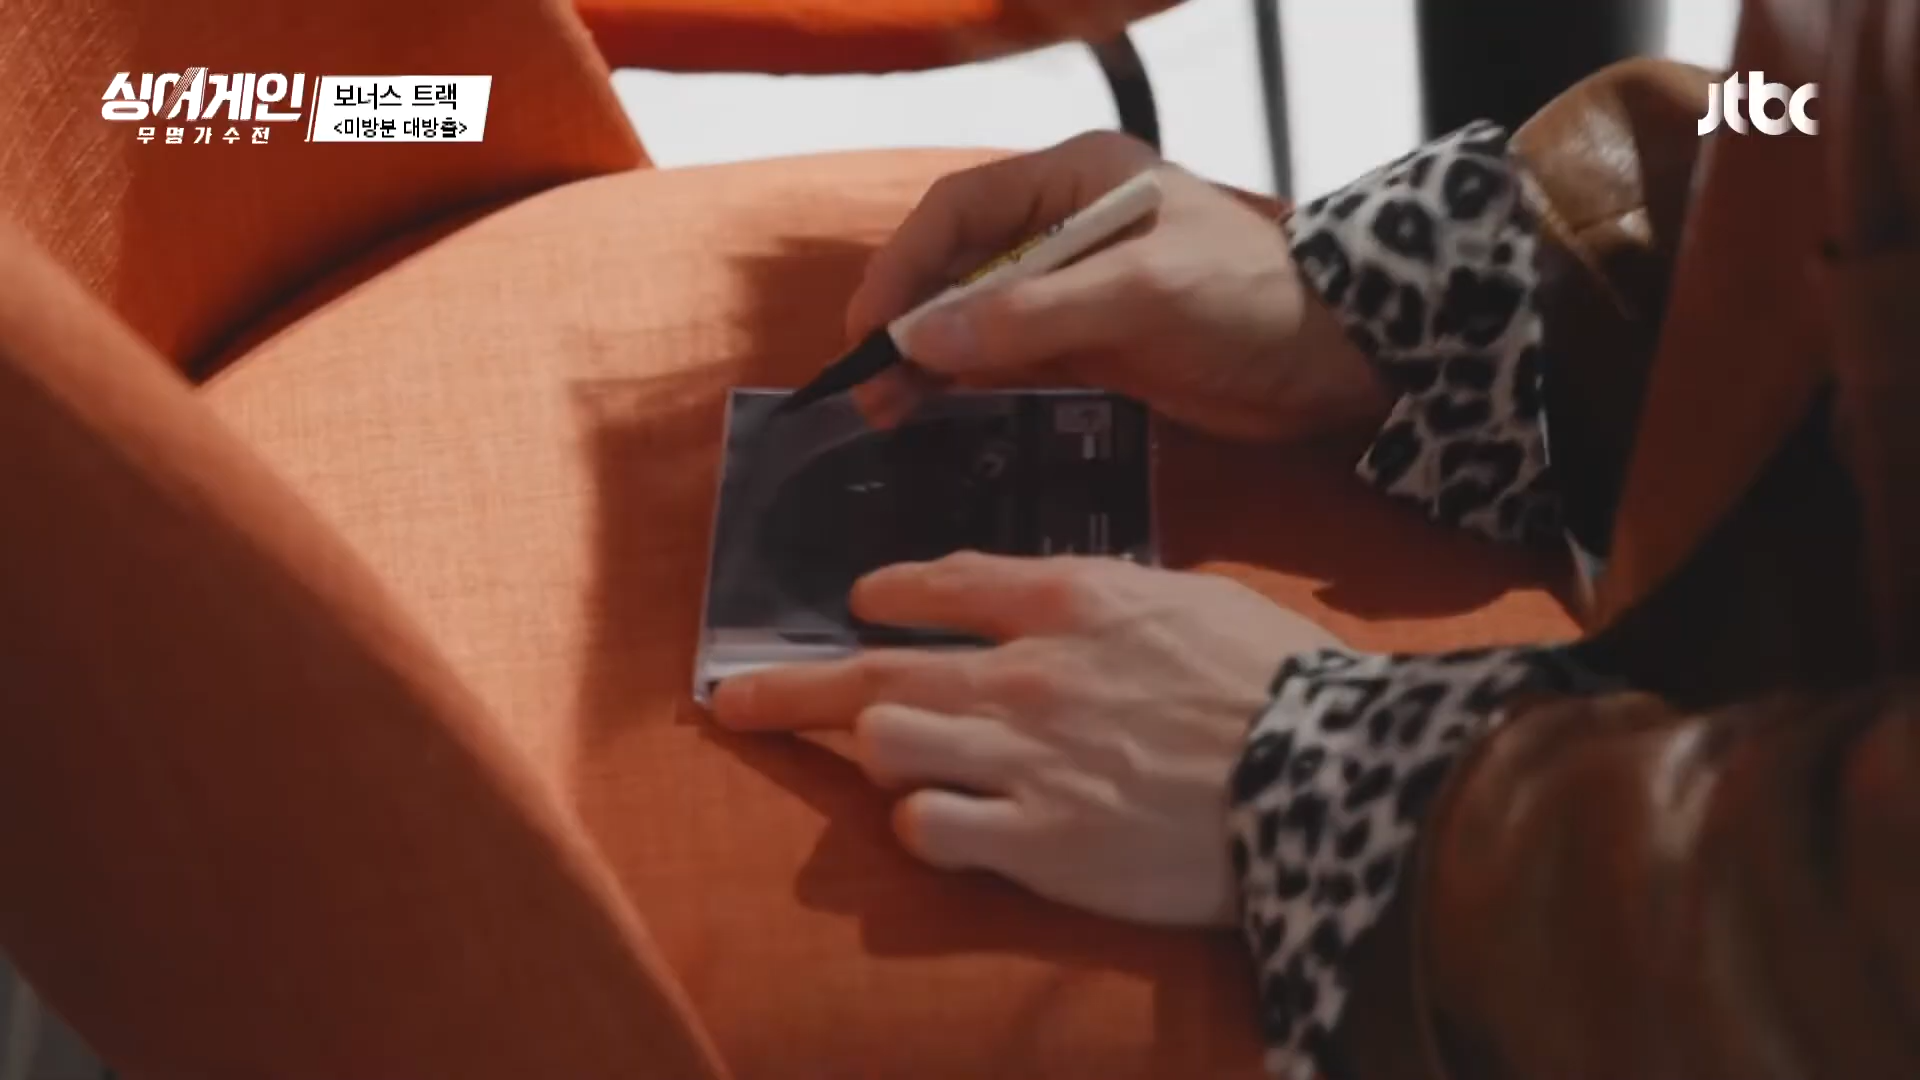 싱어게인
무명가수전
보너스 트랙
<미방분 대방출>
jtbc